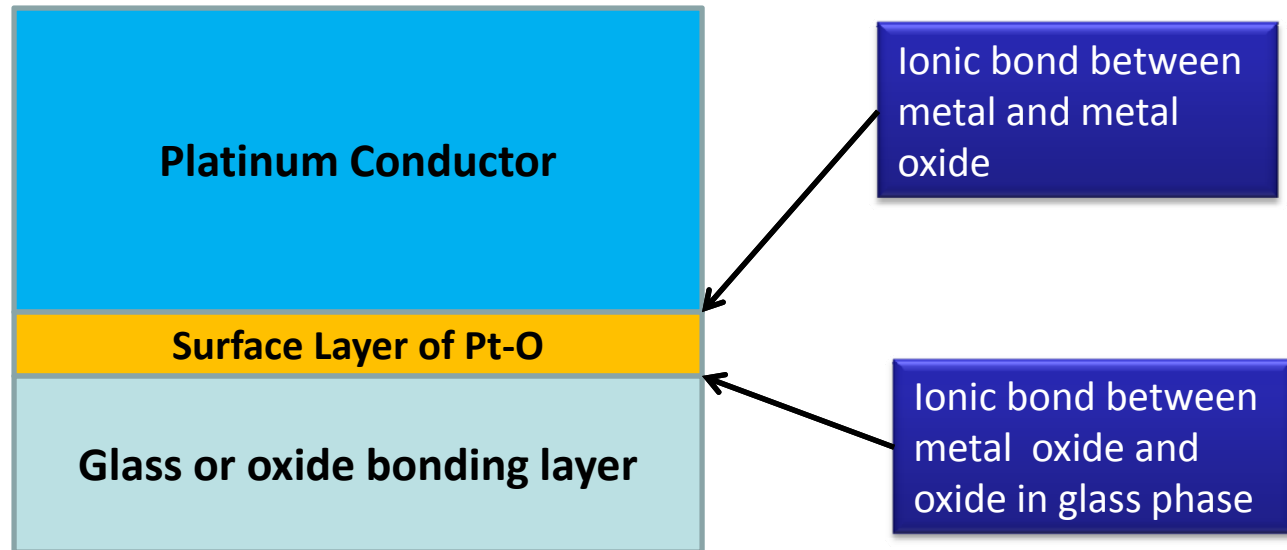 Platinum Conductor
Surface Layer of Pt-O
Glass or oxide bonding layer
Ionic bond between
metal and metal
oxide
Ionic bond between
metal oxide and
oxide in glass phase